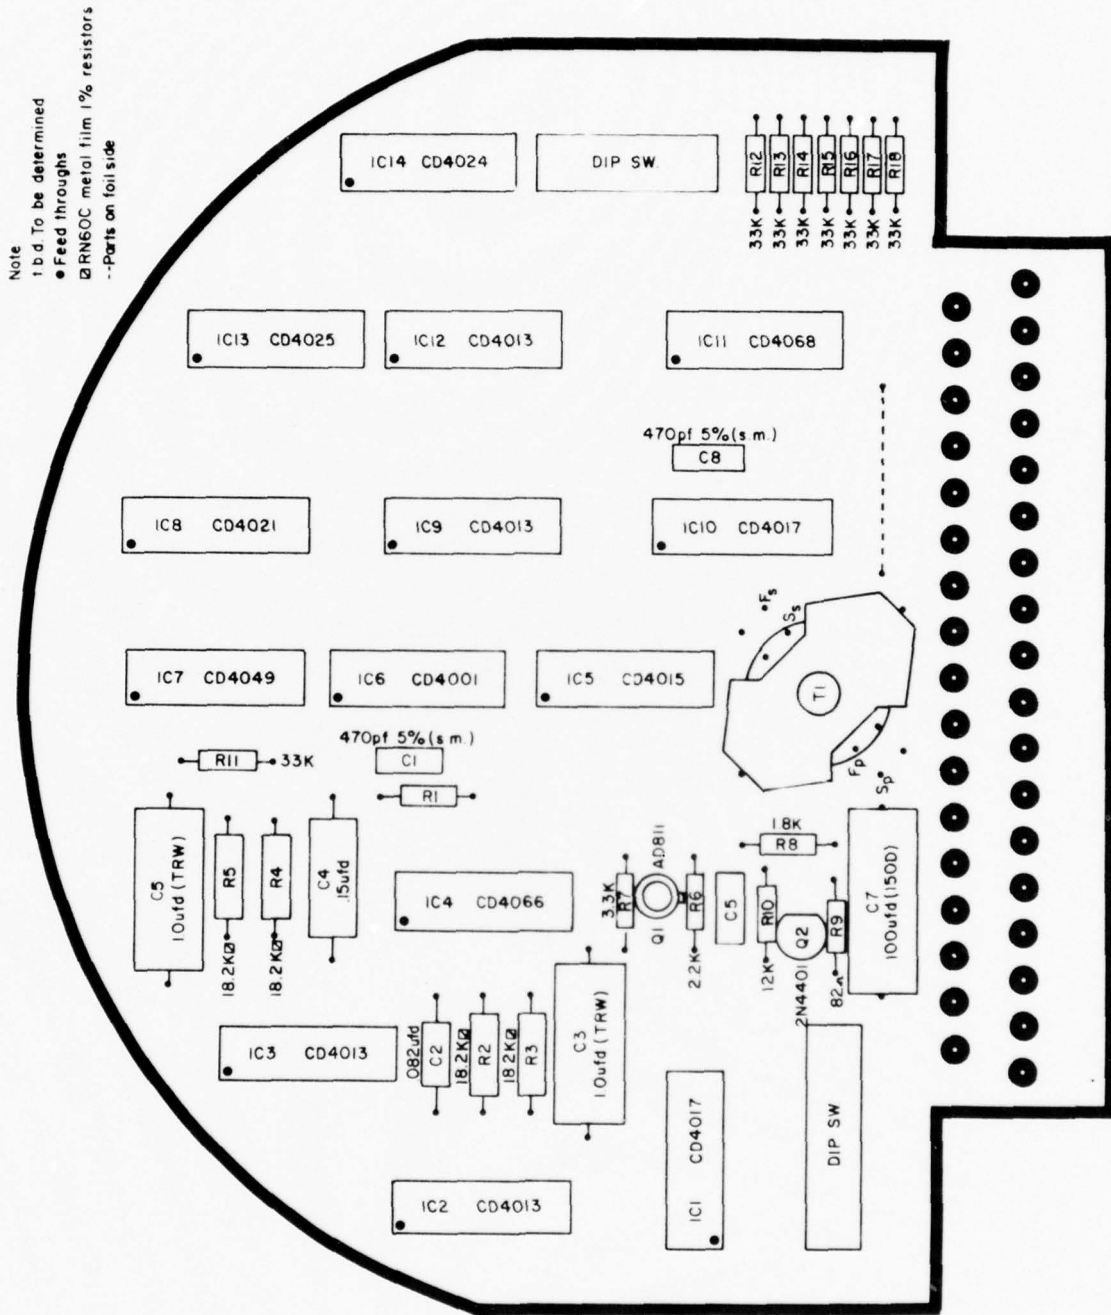 Note
t.b.d. To be determined
● Feed throughs
⌀ RN60C metal film 1% resistors
--Parts on foil side
IC14 CD4024
DIP SW.
R12
R13
R14
R15
R16
R17
R18
33K
33K
33K
33K
33K
33K
33K
IC13 CD4025
IC12 CD4013
IC11 CD4068
470pf 5% (s.m.)
C8
IC8 CD4021
IC9 CD4013
IC10 CD4017
Fs
Ss
IC7 CD4049
IC6 CD4001
IC5 CD4015
T1
470pf 5% (s.m.)
C1
R11
33K
R1
Fp
Sp
C5
1.0ufd (TRW)
R5
18.2K⌀
R4
18.2K⌀
C4
.15ufd
IC4 CD4066
3.3K
R7
AD811
Q1
R6
2.2K
C5
1.8K
R8
R10
12K
Q2
2N4401
R9
82Ω
C7
100ufd (150D)
IC3 CD4013
.082ufd
C2
18.2K⌀
R2
18.2K⌀
R3
C3
1.0ufd (TRW)
IC2 CD4013
IC1 CD4017
DIP SW